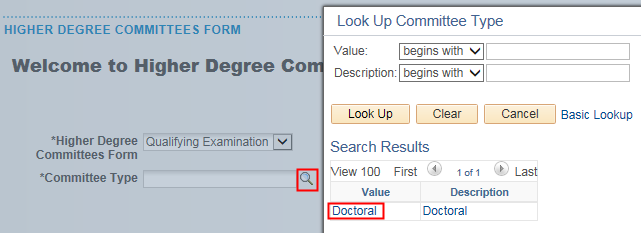 HIGHER DEGREE COMMITTEES FORM
Welcome to Higher Degree Com
*Higher Degree Committees Form
Qualifying Examination
*Committee Type
Look Up Committee Type
Value: begins with
Description: begins with
Look Up Clear Cancel Basic Lookup
Search Results
View 100 First 1 of 1 Last
Value Description
Doctoral Doctoral